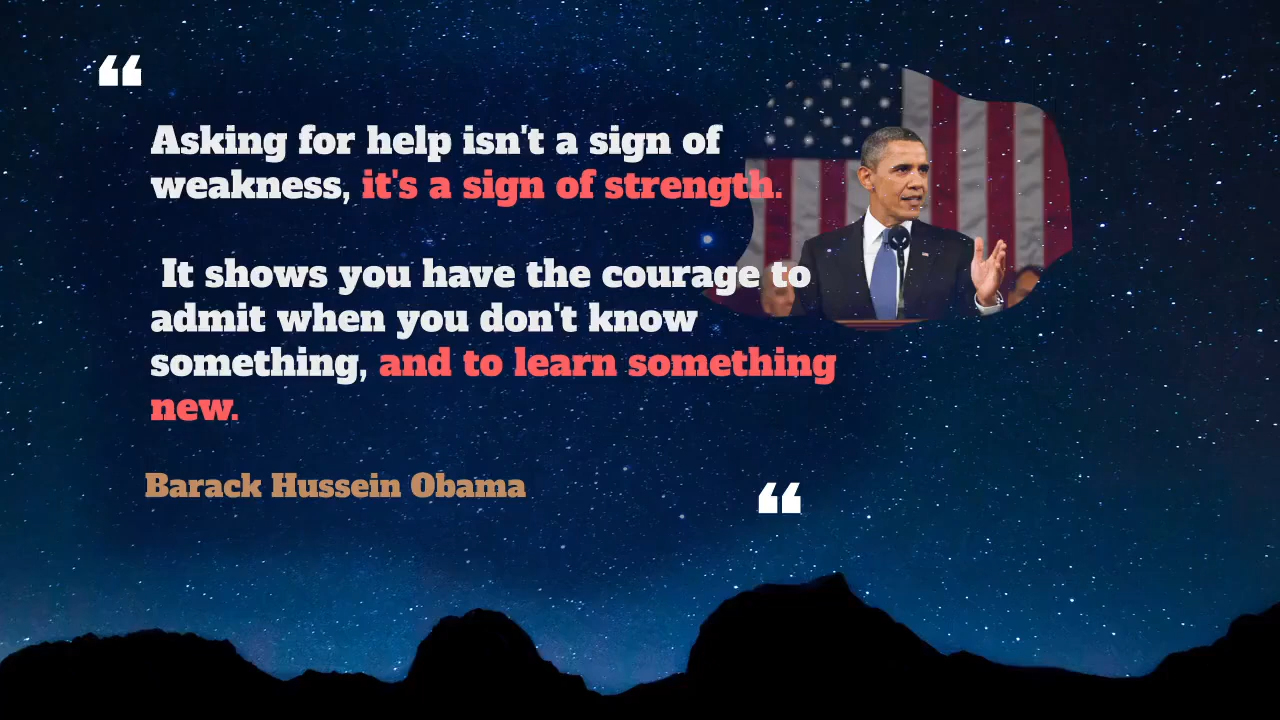 ❝
Asking for help isn't a sign of
weakness, it's a sign of strength.
It shows you have the courage to
admit when you don't know
something, and to learn something
new.
Barack Hussein Obama
❝